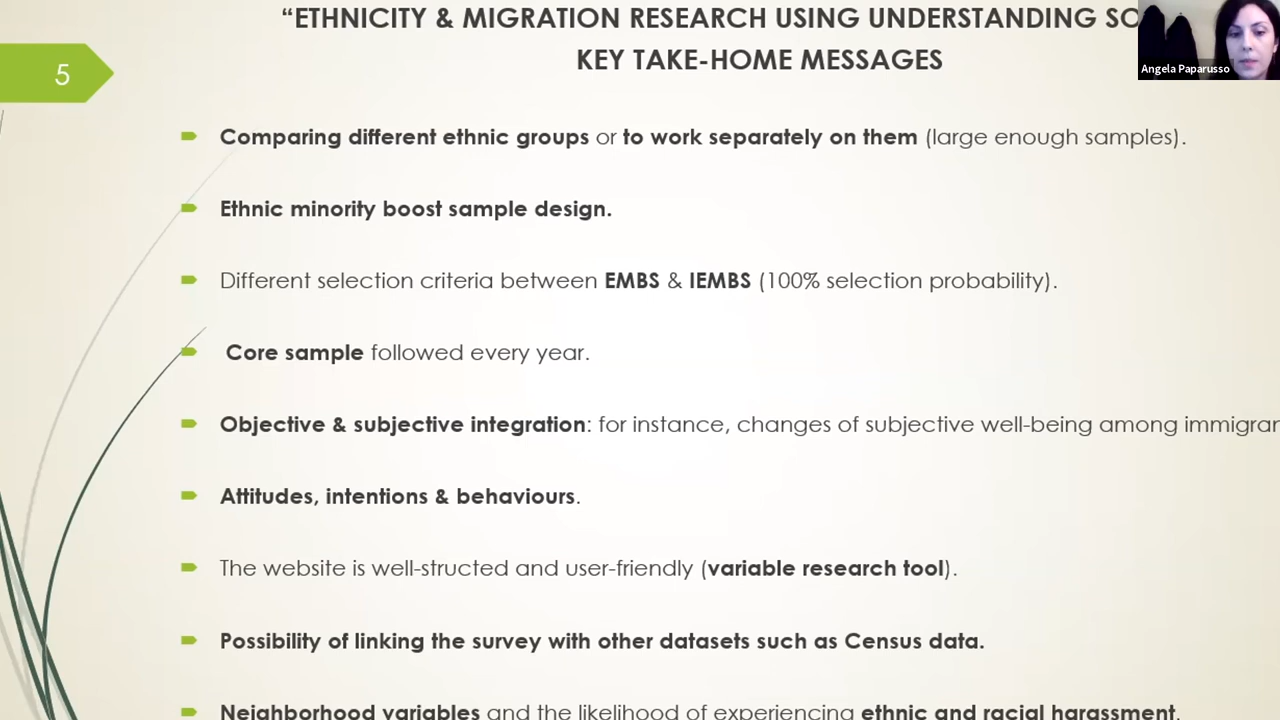 “ETHNICITY & MIGRATION RESEARCH USING UNDERSTANDING SO
KEY TAKE-HOME MESSAGES
Angela Paparusso
5
Comparing different ethnic groups or to work separately on them (large enough samples).
Ethnic minority boost sample design.
Different selection criteria between EMBS & IEMBS (100% selection probability).
Core sample followed every year.
Objective & subjective integration: for instance, changes of subjective well-being among immigran
Attitudes, intentions & behaviours.
The website is well-structed and user-friendly (variable research tool).
Possibility of linking the survey with other datasets such as Census data.
Neighborhood variables and the likelihood of experiencing ethnic and racial harassment.